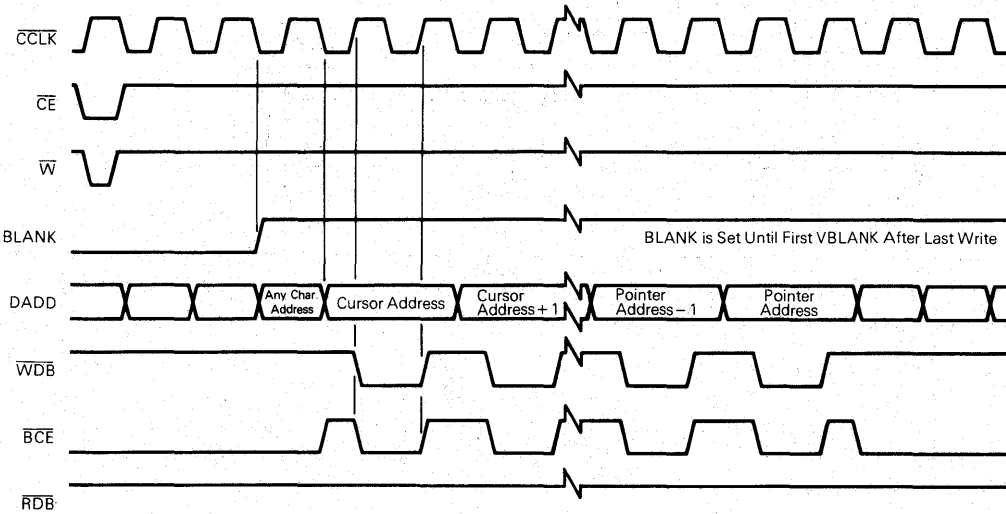 CCLK
CE
W
BLANK
BLANK is Set Until First VBLANK After Last Write
DADD
Any Char.
Address
Cursor Address
Cursor
Address+1
Pointer
Address-1
Pointer
Address
WDB
BCE
RDB